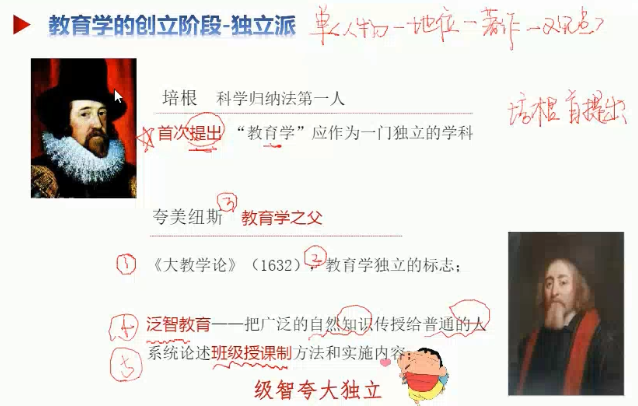 教育学的创立阶段-独立派
单<人物—地位—著作—观点>
培根 科学归纳法第一人
培根首提出
首次提出 “教育学”应作为一门独立的学科
夸美纽斯 ③ 教育学之父
① 《大教学论》（1632），② 教育学独立的标志；
④ 泛智教育——把广泛的自然知识传授给普通的人
⑤ 系统论述班级授课制方法和实施内容
级智夸大独立